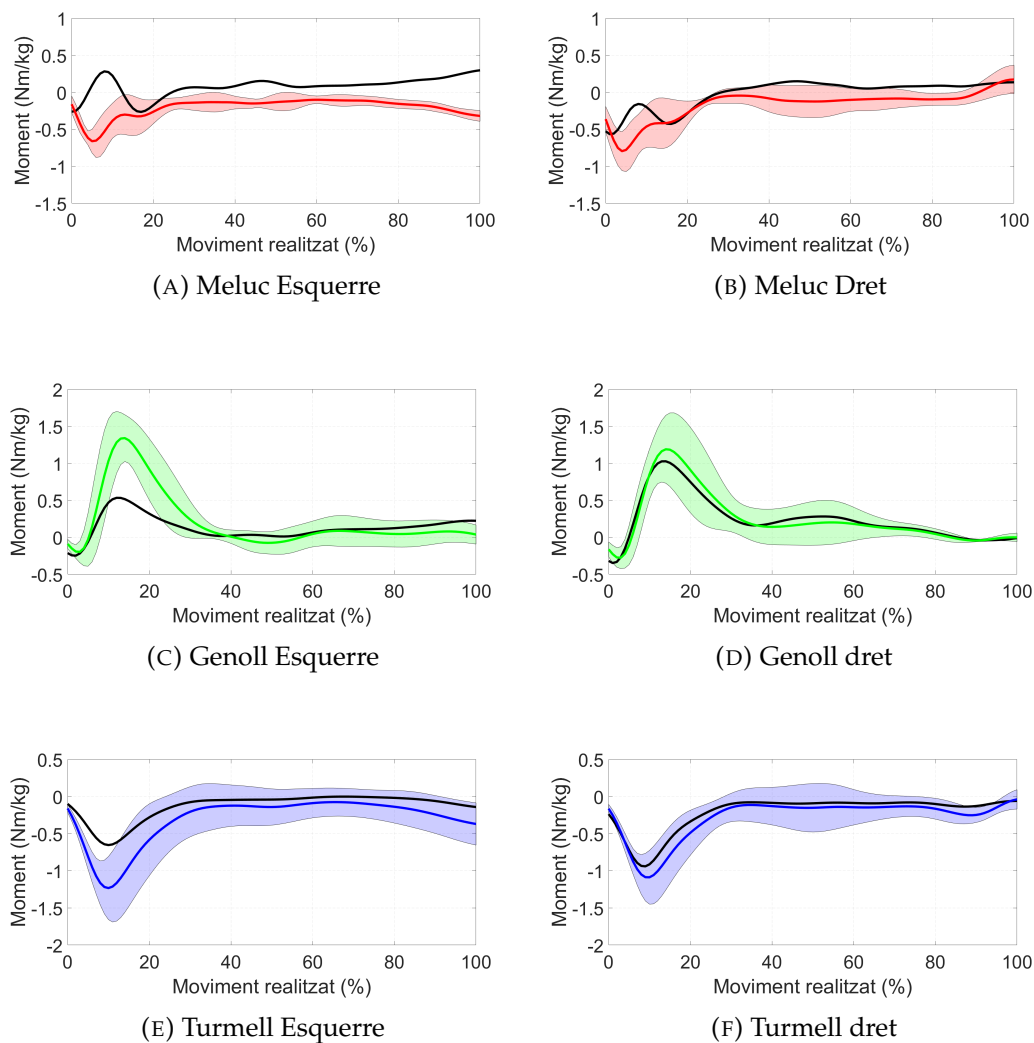 1
0.5
0
-0.5
-1
-1.5
Moment (Nm/kg)
0 20 40 60 80 100
Moviment realitzat (%)
(A) Meluc Esquerre
1
0.5
0
-0.5
-1
-1.5
Moment (Nm/kg)
0 20 40 60 80 100
Moviment realitzat (%)
(B) Meluc Dret
2
1.5
1
0.5
0
-0.5
Moment (Nm/kg)
0 20 40 60 80 100
Moviment realitzat (%)
(C) Genoll Esquerre
2
1.5
1
0.5
0
-0.5
Moment (Nm/kg)
0 20 40 60 80 100
Moviment realitzat (%)
(D) Genoll dret
0.5
0
-0.5
-1
-1.5
-2
Moment (Nm/kg)
0 20 40 60 80 100
Moviment realitzat (%)
(E) Turmell Esquerre
0.5
0
-0.5
-1
-1.5
-2
Moment (Nm/kg)
0 20 40 60 80 100
Moviment realitzat (%)
(F) Turmell dret